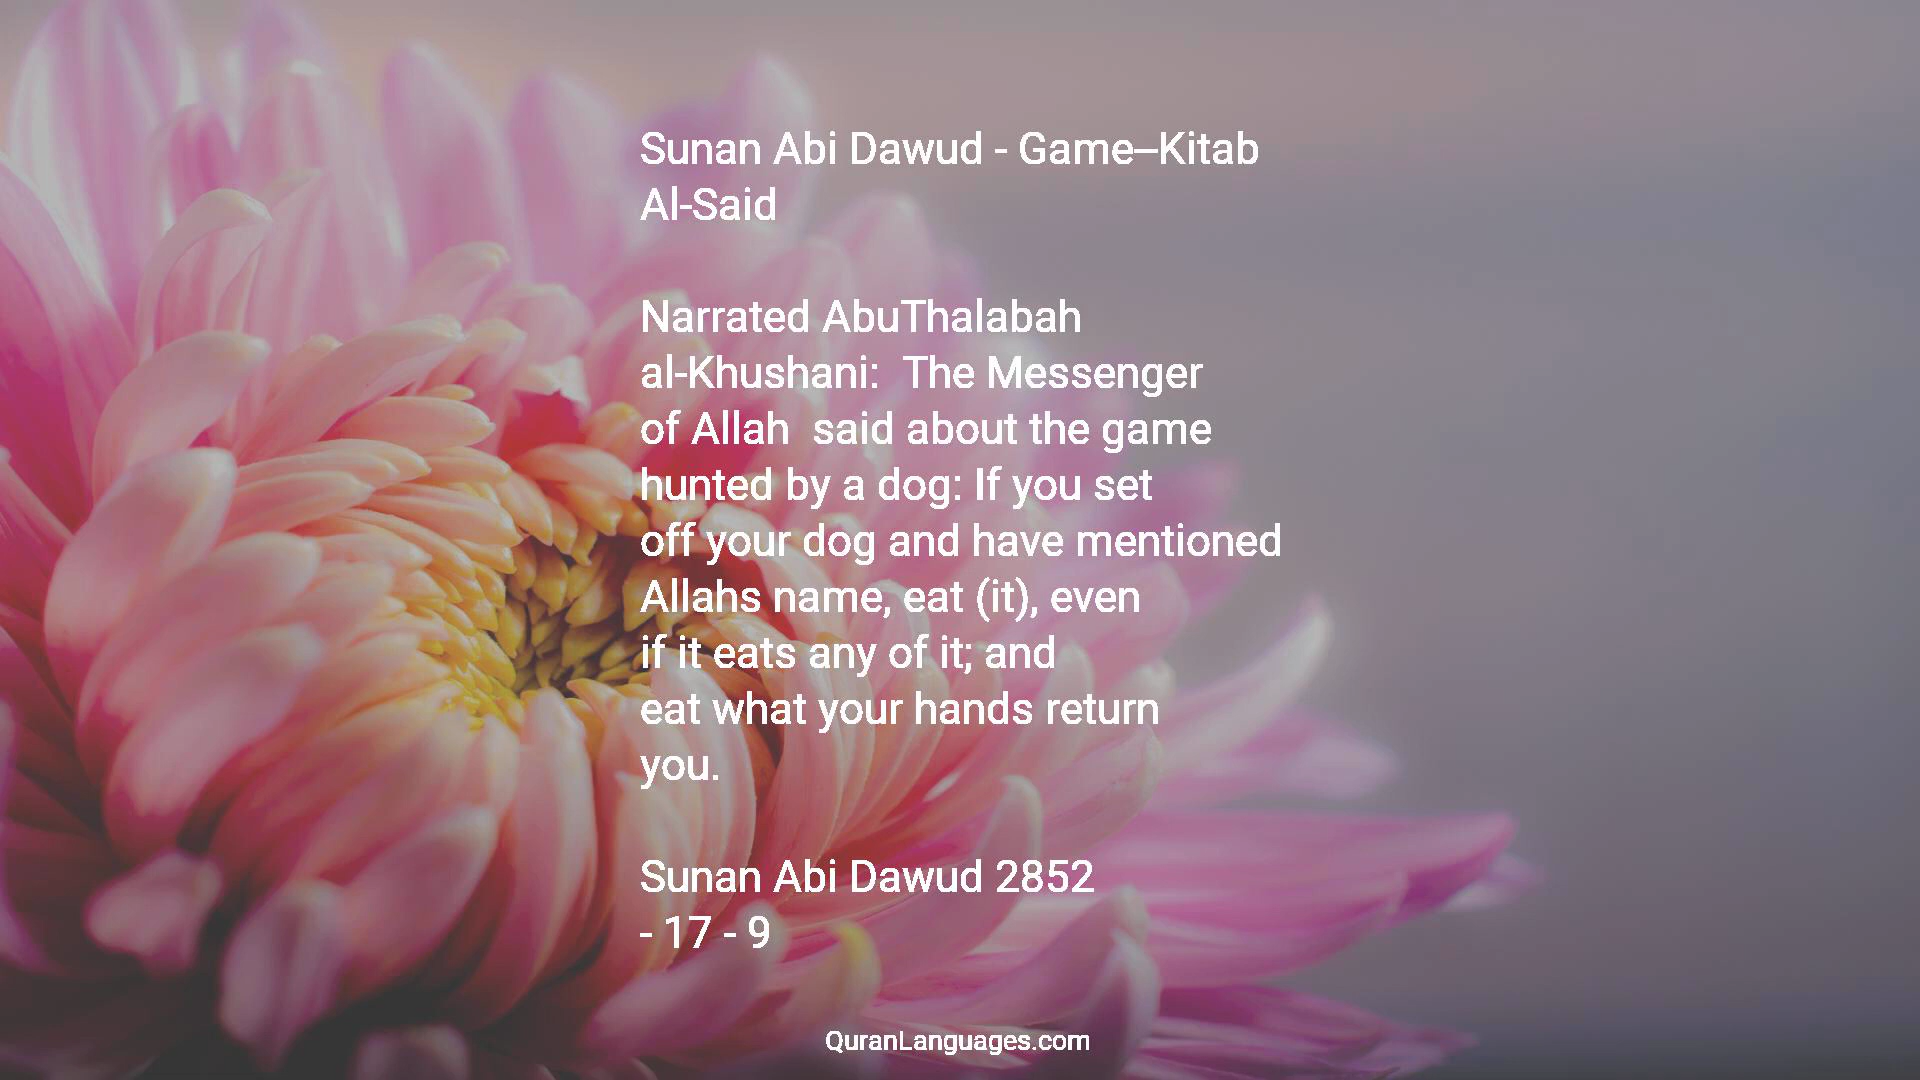 Sunan Abi Dawud - Game–Kitab
Al-Said
Narrated AbuThalabah
al-Khushani:  The Messenger
of Allah  said about the game
hunted by a dog: If you set
off your dog and have mentioned
Allahs name, eat (it), even
if it eats any of it; and
eat what your hands return
you.
Sunan Abi Dawud 2852
- 17 - 9
QuranLanguages.com